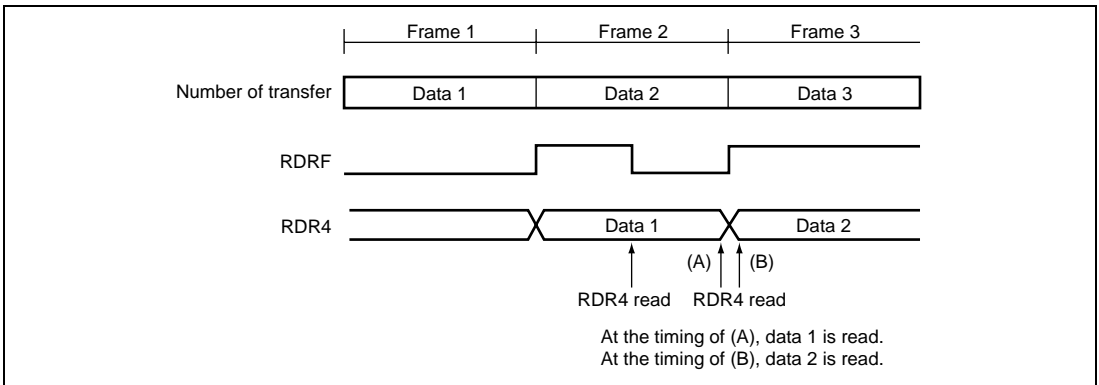 Frame 1 Frame 2 Frame 3
Number of transfer Data 1 Data 2 Data 3
RDRF
RDR4 Data 1 Data 2
(A) (B)
RDR4 read RDR4 read
At the timing of (A), data 1 is read.
At the timing of (B), data 2 is read.